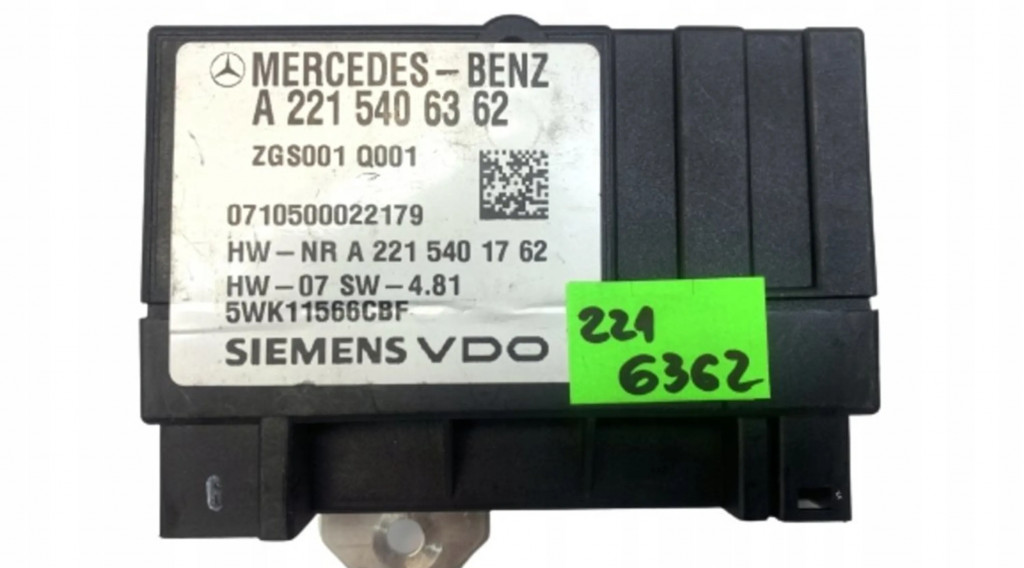 MERCEDES-BENZ
A 221 540 63 62
ZGS001 Q001
0710500022179
HW-NR A 221 540 17 62
HW-07 SW-4.81
5WK11566CBF
SIEMENS VDO
221
6362